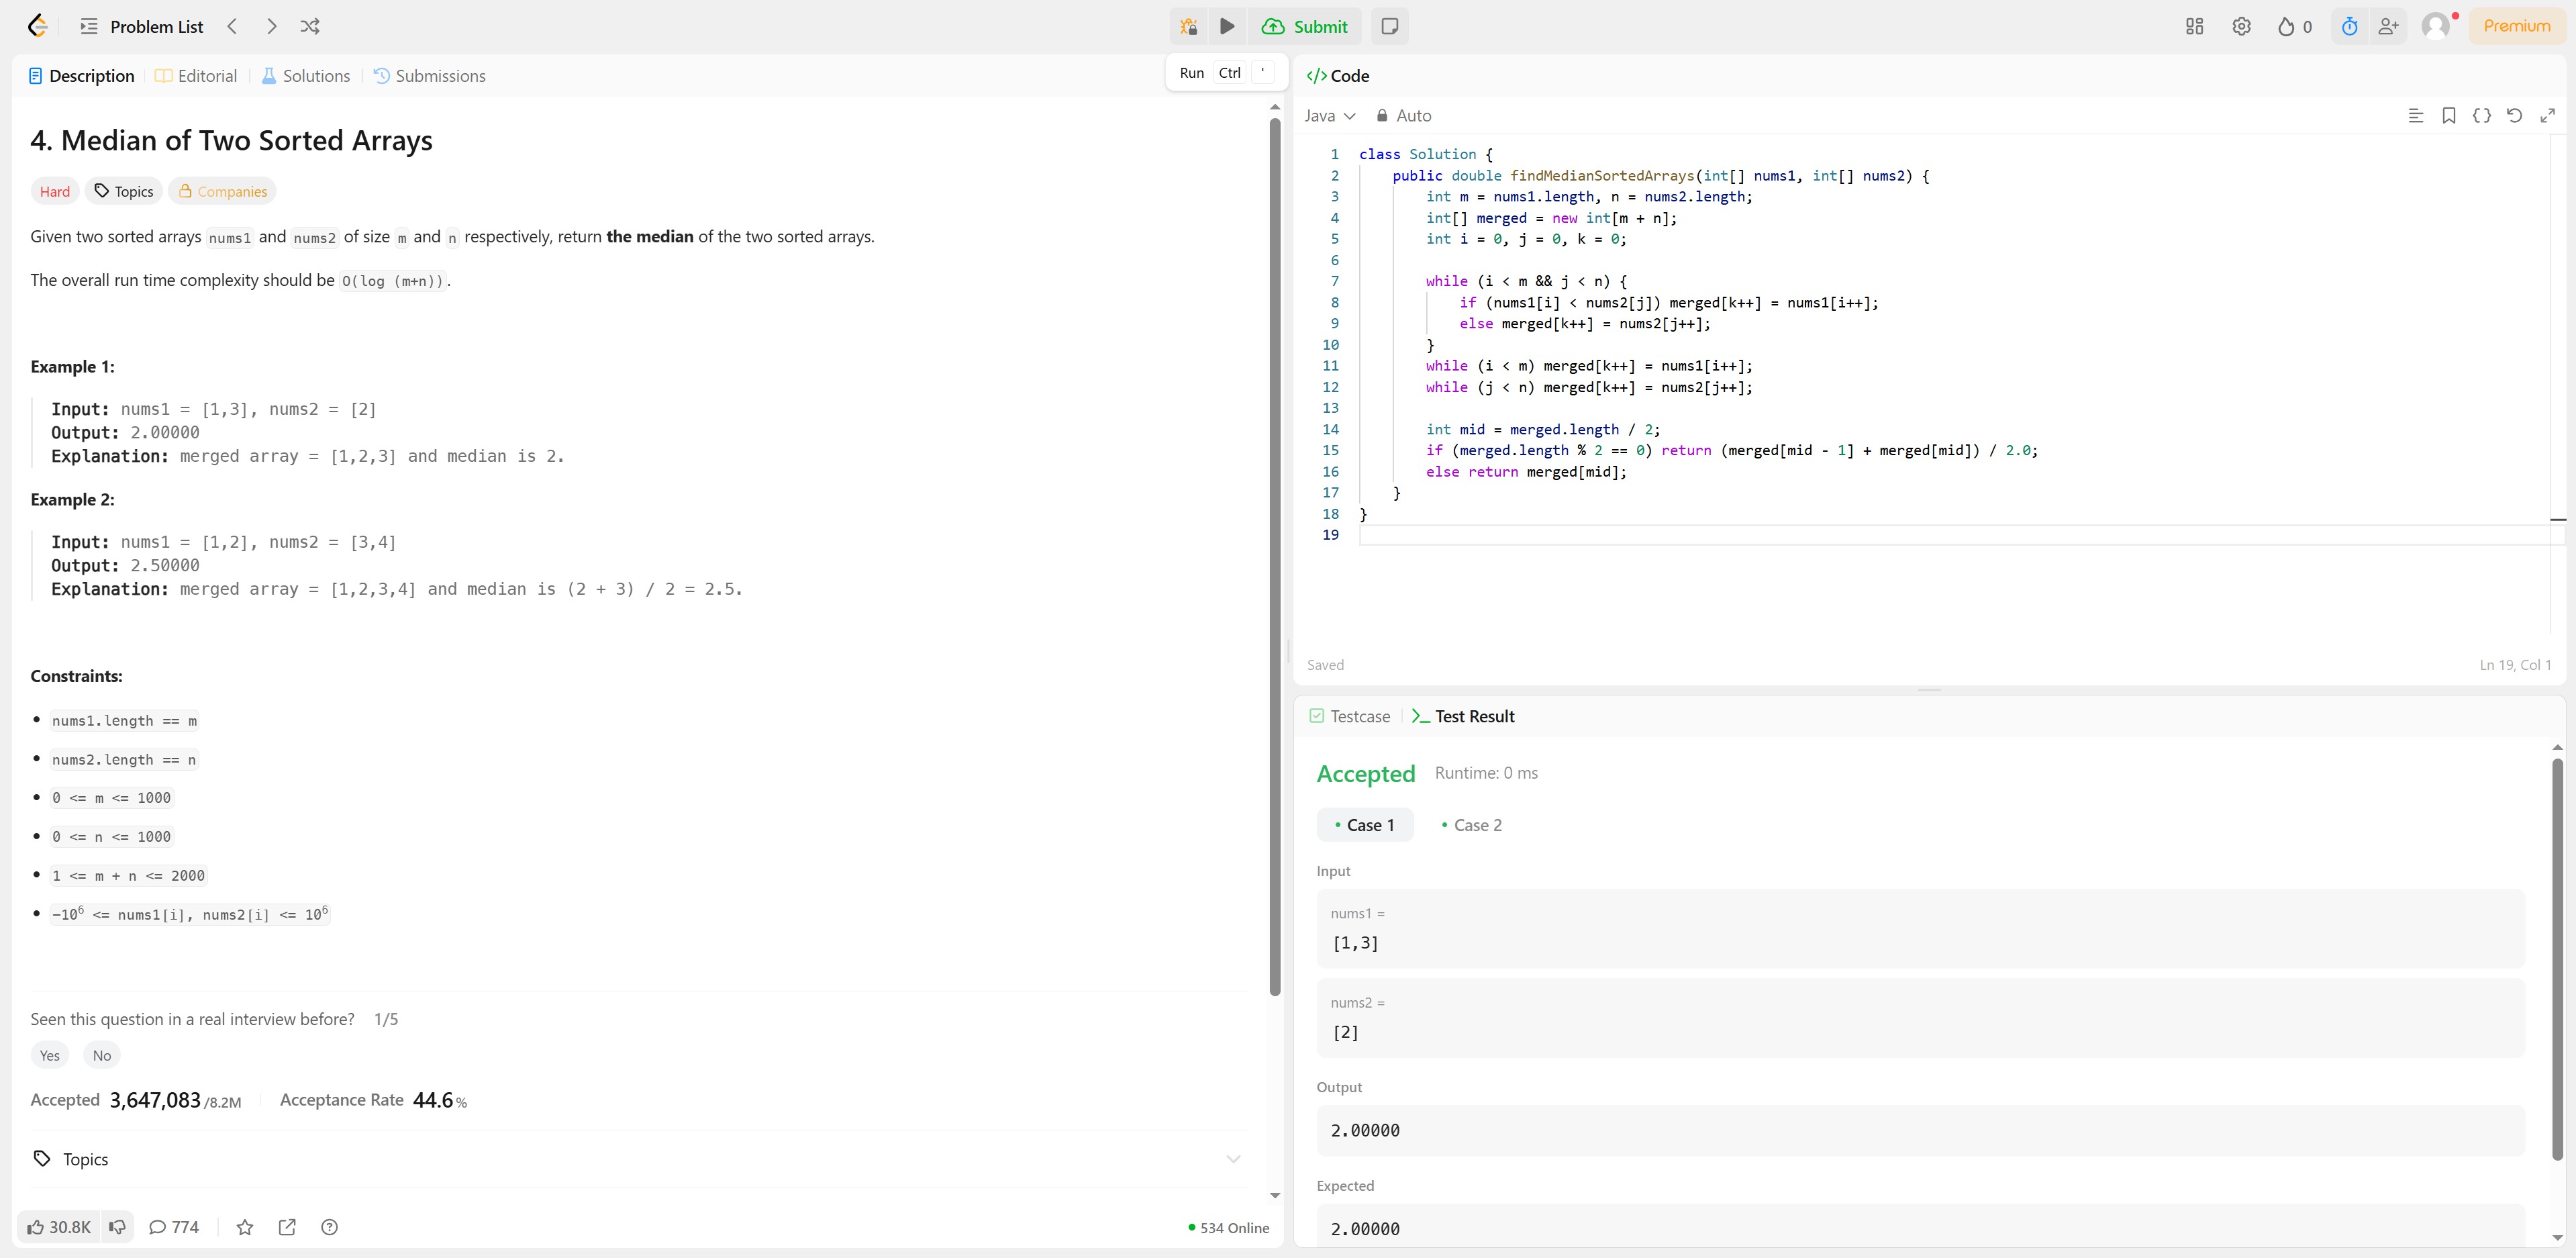 Problem List
Submit
0
Premium
Description
Editorial
Solutions
Submissions
Run Ctrl '
4. Median of Two Sorted Arrays
Hard
Topics
Companies
Given two sorted arrays nums1 and nums2 of size m and n respectively, return the median of the two sorted arrays.
The overall run time complexity should be O(log (m+n)).
Example 1:
Input: nums1 = [1,3], nums2 = [2]
Output: 2.00000
Explanation: merged array = [1,2,3] and median is 2.
Example 2:
Input: nums1 = [1,2], nums2 = [3,4]
Output: 2.50000
Explanation: merged array = [1,2,3,4] and median is (2 + 3) / 2 = 2.5.
Constraints:
• nums1.length == m
• nums2.length == n
• 0 <= m <= 1000
• 0 <= n <= 1000
• 1 <= m + n <= 2000
• -10⁶ <= nums1[i], nums2[i] <= 10⁶
Seen this question in a real interview before? 1/5
Yes No
Accepted 3,647,083/8.2M Acceptance Rate 44.6%
Topics
30.8K
774
534 Online
</> Code
Java
Auto
1 class Solution {
2     public double findMedianSortedArrays(int[] nums1, int[] nums2) {
3         int m = nums1.length, n = nums2.length;
4         int[] merged = new int[m + n];
5         int i = 0, j = 0, k = 0;
6
7         while (i < m && j < n) {
8             if (nums1[i] < nums2[j]) merged[k++] = nums1[i++];
9             else merged[k++] = nums2[j++];
10         }
11         while (i < m) merged[k++] = nums1[i++];
12         while (j < n) merged[k++] = nums2[j++];
13
14         int mid = merged.length / 2;
15         if (merged.length % 2 == 0) return (merged[mid - 1] + merged[mid]) / 2.0;
16         else return merged[mid];
17     }
18 }
19
Saved
Ln 19, Col 1
Testcase
>_ Test Result
Accepted Runtime: 0 ms
• Case 1 • Case 2
Input
nums1 =
[1,3]
nums2 =
[2]
Output
2.00000
Expected
2.00000